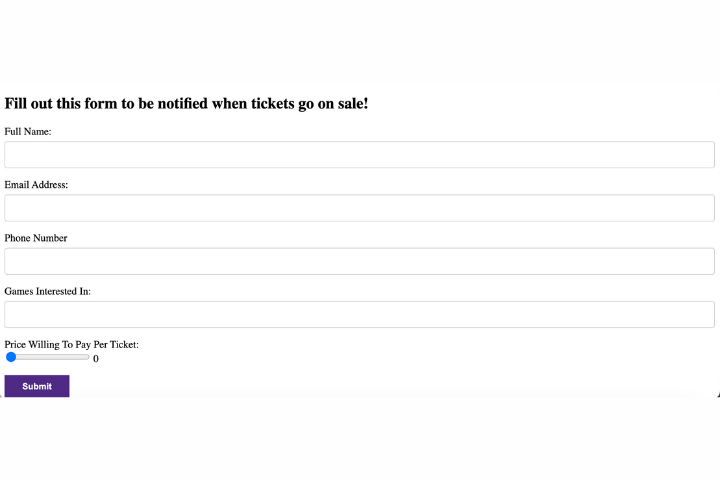 Fill out this form to be notified when tickets go on sale!
Full Name:
Email Address:
Phone Number
Games Interested In:
Price Willing To Pay Per Ticket:
0
Submit